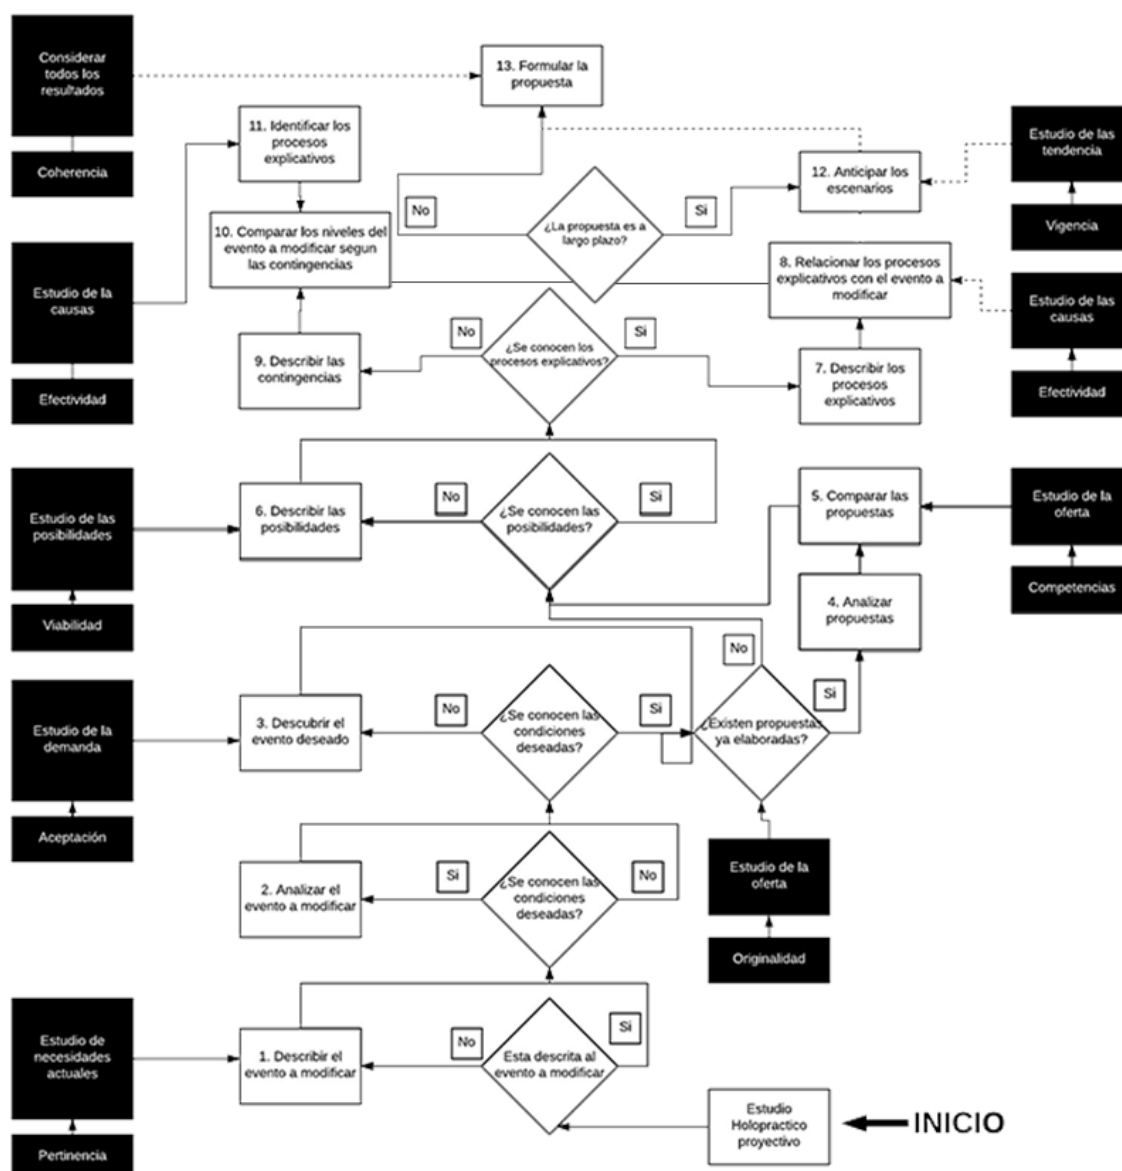 Considerar
todos los
resultados
13. Formular la
propuesta
11. Identificar los
procesos
explicativos
Estudio de las
tendencia
Coherencia
12. Anticipar los
escenarios
No
Si
Vigencia
10. Comparar los niveles del
evento a modificar segun
las contingencias
¿La propuesta es a
largo plazo?
8. Relacionar los procesos
explicativos con el evento a
modificar
Estudio de la
causas
Estudio de las
causas
No
Si
¿Se conocen los
procesos explicativos?
9. Describir las
contingencias
7. Describir los
procesos
explicativos
Efectividad
Efectividad
Estudio de las
posibilidades
6. Describir las
posibilidades
No
¿Se conocen las
posibilidades?
Si
5. Comparar las
propuestas
Estudio de la
oferta
Competencias
4. Analizar
propuestas
Viabilidad
No
Si
Estudio de la
demanda
3. Descubrir el
evento deseado
No
¿Se conocen las
condiciones
deseadas?
Si
¿Existen propuestas
ya elaboradas?
Aceptación
2. Analizar el
evento a modificar
Si
¿Se conocen las
condiciones
deseadas?
No
Estudio de la
oferta
Originalidad
Estudio de
necesidades
actuales
1. Describir el
evento a modificar
No
Esta descrita al
evento a modificar
Si
Estudio
Holopractico
proyectivo
INICIO
Pertinencia